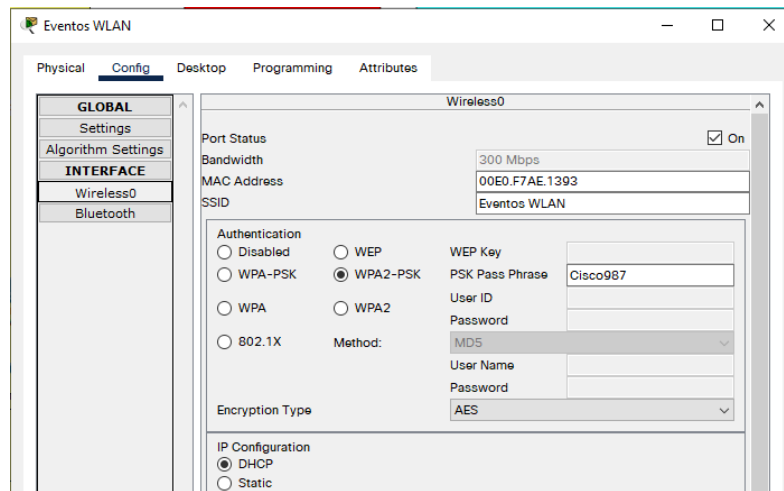 Eventos WLAN
Physical Config Desktop Programming Attributes
GLOBAL
Settings
Algorithm Settings
INTERFACE
Wireless0
Bluetooth
Wireless0
Port Status On
Bandwidth 300 Mbps
MAC Address 00E0.F7AE.1393
SSID Eventos WLAN
Authentication
Disabled WEP WEP Key
WPA-PSK WPA2-PSK PSK Pass Phrase Cisco987
User ID
WPA WPA2
Password
802.1X Method: MD5
User Name
Password
Encryption Type AES
IP Configuration
DHCP
Static